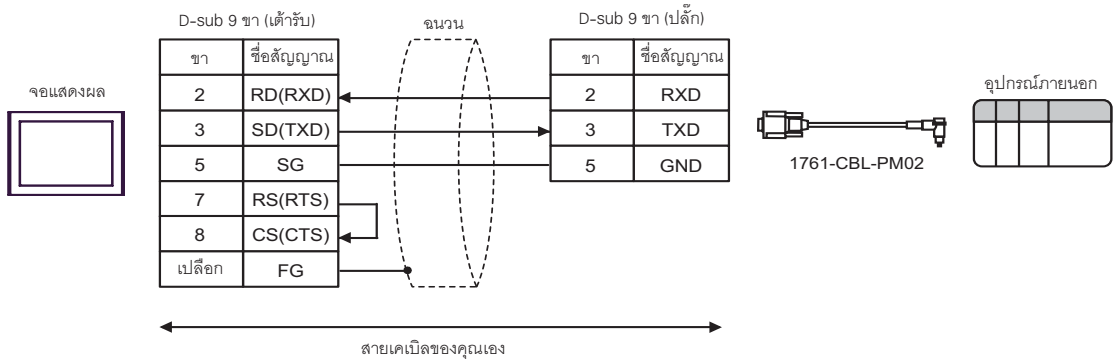 D-sub 9 ขา (เต้ารับ)
ฉนวน
D-sub 9 ขา (ปลั๊ก)
ขา ชื่อสัญญาณ
ขา ชื่อสัญญาณ
จอแสดงผล
อุปกรณ์ภายนอก
2 RD(RXD)
2 RXD
3 SD(TXD)
3 TXD
5 SG
5 GND
1761-CBL-PM02
7 RS(RTS)
8 CS(CTS)
เปลือก FG
สายเคเบิลของคุณเอง